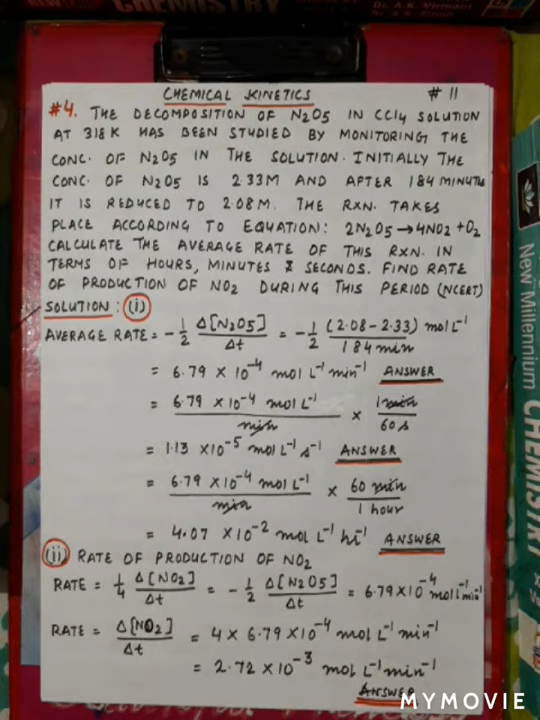 CHEMISTRY
Dr. A.K. Virmani
CHEMICAL KINETICS # 11
#4. THE DECOMPOSITION OF N2O5 IN CCl4 SOLUTION
AT 318K HAS BEEN STUDIED BY MONITORING THE
CONC. OF N2O5 IN THE SOLUTION. INITIALLY THE
CONC. OF N2O5 IS 2.33M AND AFTER 184 MINUTES
IT IS REDUCED TO 2.08M. THE RXN. TAKES
PLACE ACCORDING TO EQUATION: 2N2O5 → 4NO2 + O2
CALCULATE THE AVERAGE RATE OF THIS RXN. IN
TERMS OF HOURS, MINUTES & SECONDS. FIND RATE
OF PRODUCTION OF NO2 DURING THIS PERIOD (NCERT)
SOLUTION: (i)
AVERAGE RATE = -1/2 Δ[N2O5]/Δt = -1/2 (2.08-2.33) mol L⁻¹/184 min
= 6.79 × 10⁻⁴ mol L⁻¹ min⁻¹ ANSWER
= 6.79 × 10⁻⁴ mol L⁻¹/min × 1 min/60 s
= 1.13 × 10⁻⁵ mol L⁻¹ s⁻¹ ANSWER
= 6.79 × 10⁻⁴ mol L⁻¹/min × 60 min/1 hour
= 4.07 × 10⁻² mol L⁻¹ hr⁻¹ ANSWER
(ii) RATE OF PRODUCTION OF NO2
RATE = 1/4 Δ[NO2]/Δt = -1/2 Δ[N2O5]/Δt = 6.79 × 10⁻⁴ mol L⁻¹ min⁻¹
RATE = Δ[NO2]/Δt = 4 × 6.79 × 10⁻⁴ mol L⁻¹ min⁻¹
= 2.72 × 10⁻³ mol L⁻¹ min⁻¹
ANSWER
New Millennium
CHEMISTRY
MYMOVIE